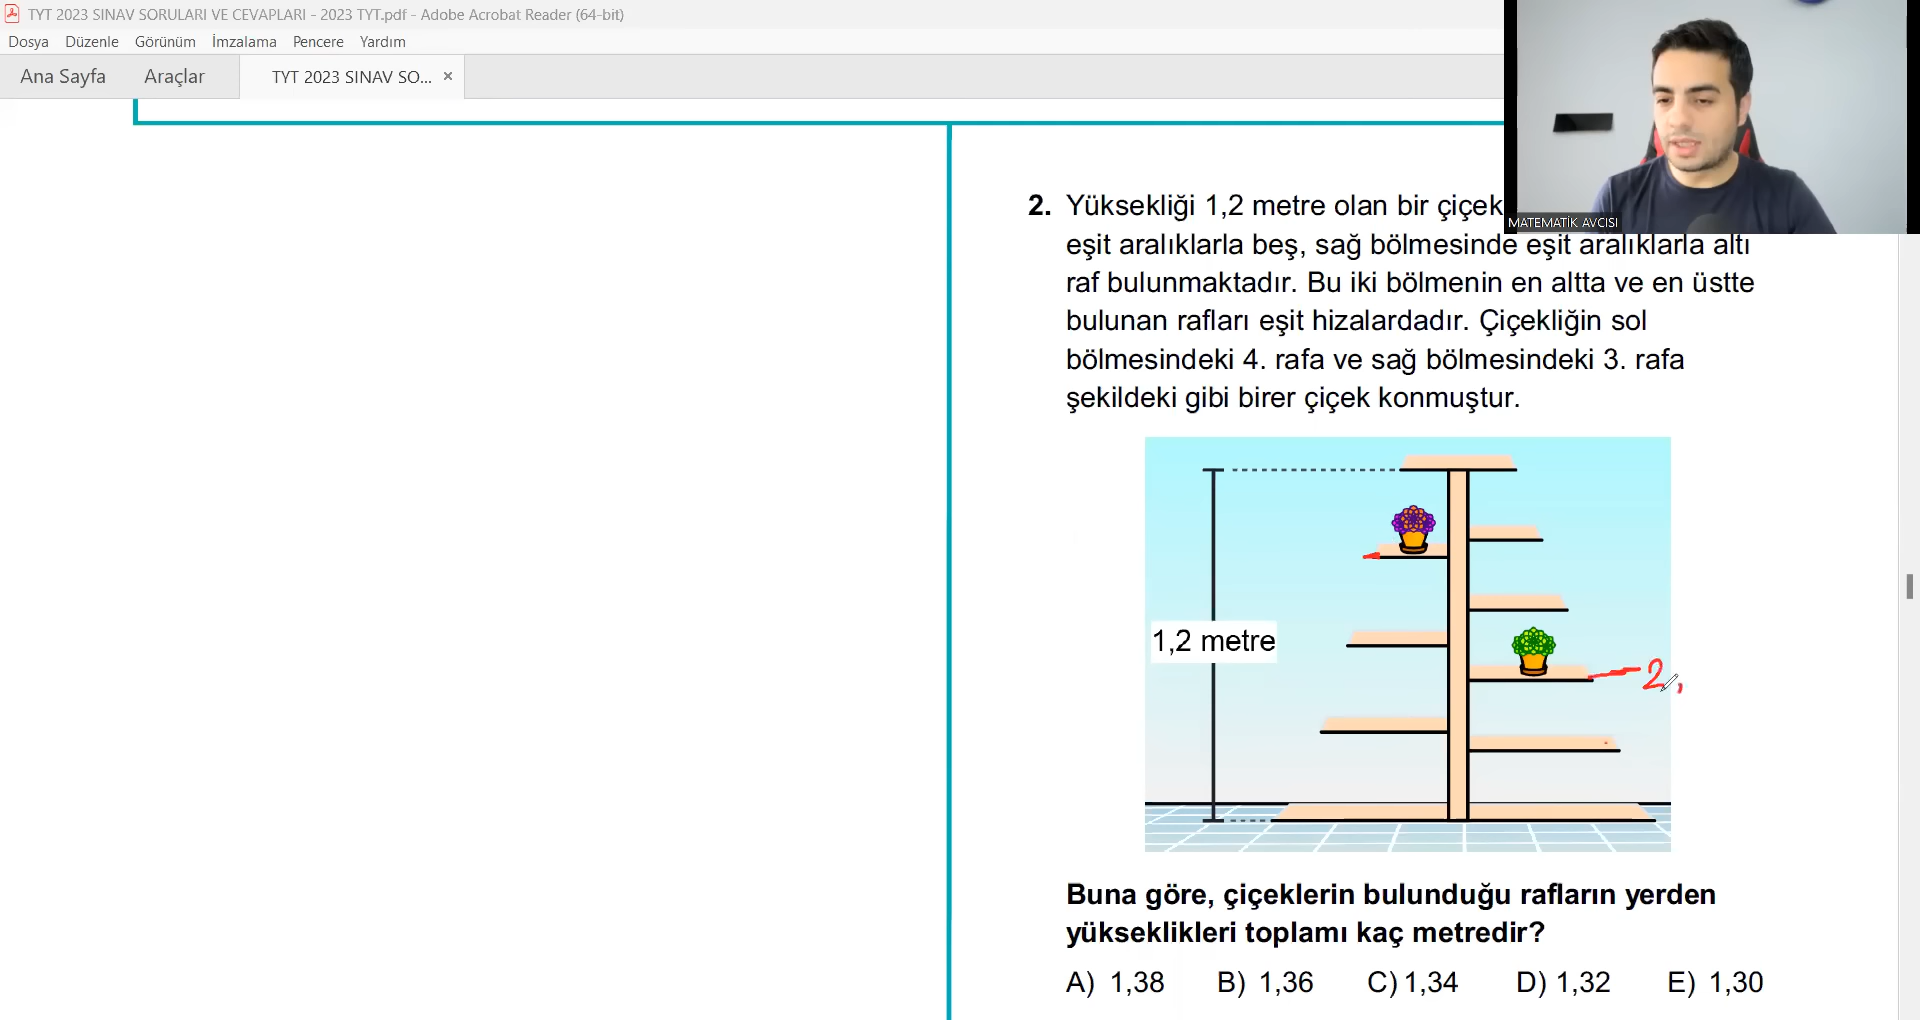 TYT 2023 SINAV SORULARI VE CEVAPLARI - 2023 TYT.pdf - Adobe Acrobat Reader (64-bit)
Dosya Düzenle Görünüm İmzalama Pencere Yardım
Ana Sayfa Araçlar TYT 2023 SINAV SO... ×
MATEMATİK AVCISI
2. Yüksekliği 1,2 metre olan bir çiçek
eşit aralıklarla beş, sağ bölmesinde eşit aralıklarla altı
raf bulunmaktadır. Bu iki bölmenin en altta ve en üstte
bulunan rafları eşit hizalardadır. Çiçekliğin sol
bölmesindeki 4. rafa ve sağ bölmesindeki 3. rafa
şekildeki gibi birer çiçek konmuştur.
1,2 metre
2,
Buna göre, çiçeklerin bulunduğu rafların yerden
yükseklikleri toplamı kaç metredir?
A) 1,38 B) 1,36 C) 1,34 D) 1,32 E) 1,30